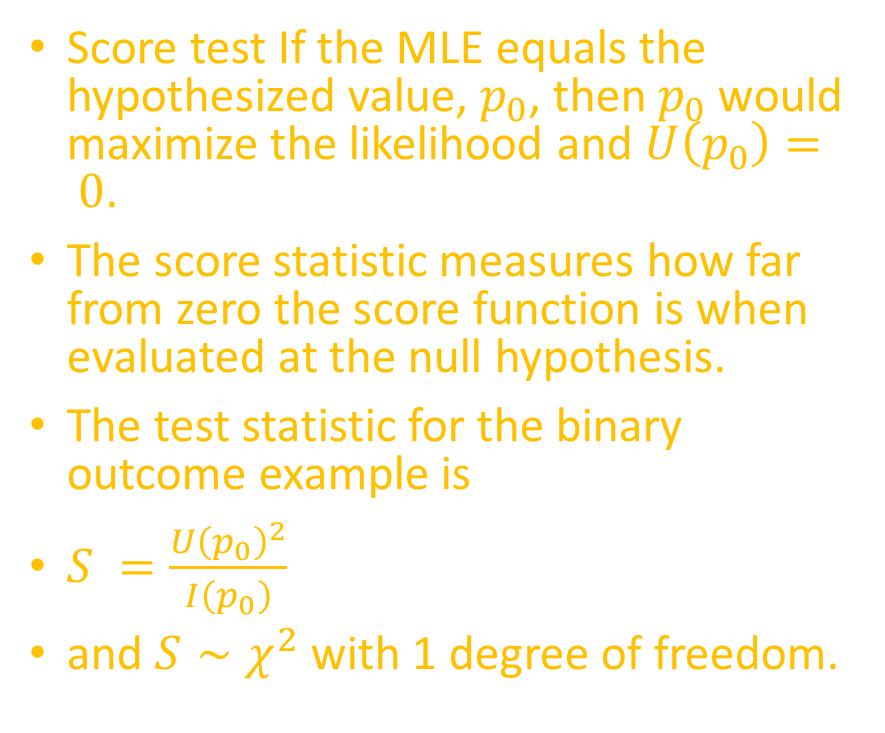 • Score test If the MLE equals the
hypothesized value, p₀, then p₀ would
maximize the likelihood and U(p₀) =
0.
• The score statistic measures how far
from zero the score function is when
evaluated at the null hypothesis.
• The test statistic for the binary
outcome example is
• S = U(p₀)² / I(p₀)
• and S ~ χ² with 1 degree of freedom.